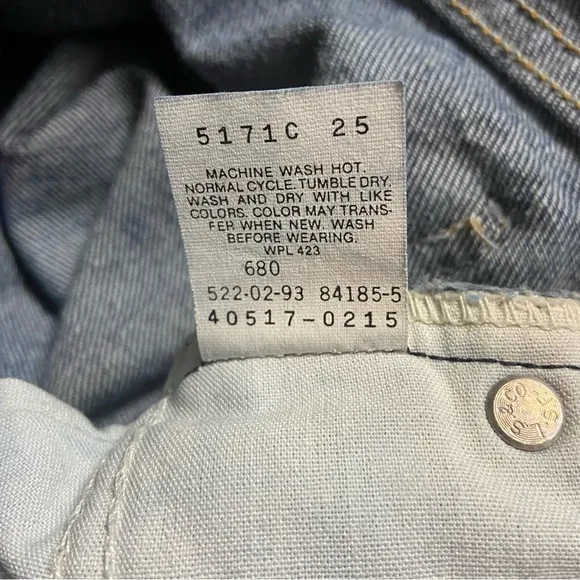 5171C 25
MACHINE WASH HOT.
NORMAL CYCLE. TUMBLE DRY.
WASH AND DRY WITH LIKE
COLORS. COLOR MAY TRANS-
FER WHEN NEW. WASH
BEFORE WEARING.
WPL 423
680
522-02-93 84185-5
40517-0215
L.S. & CO.